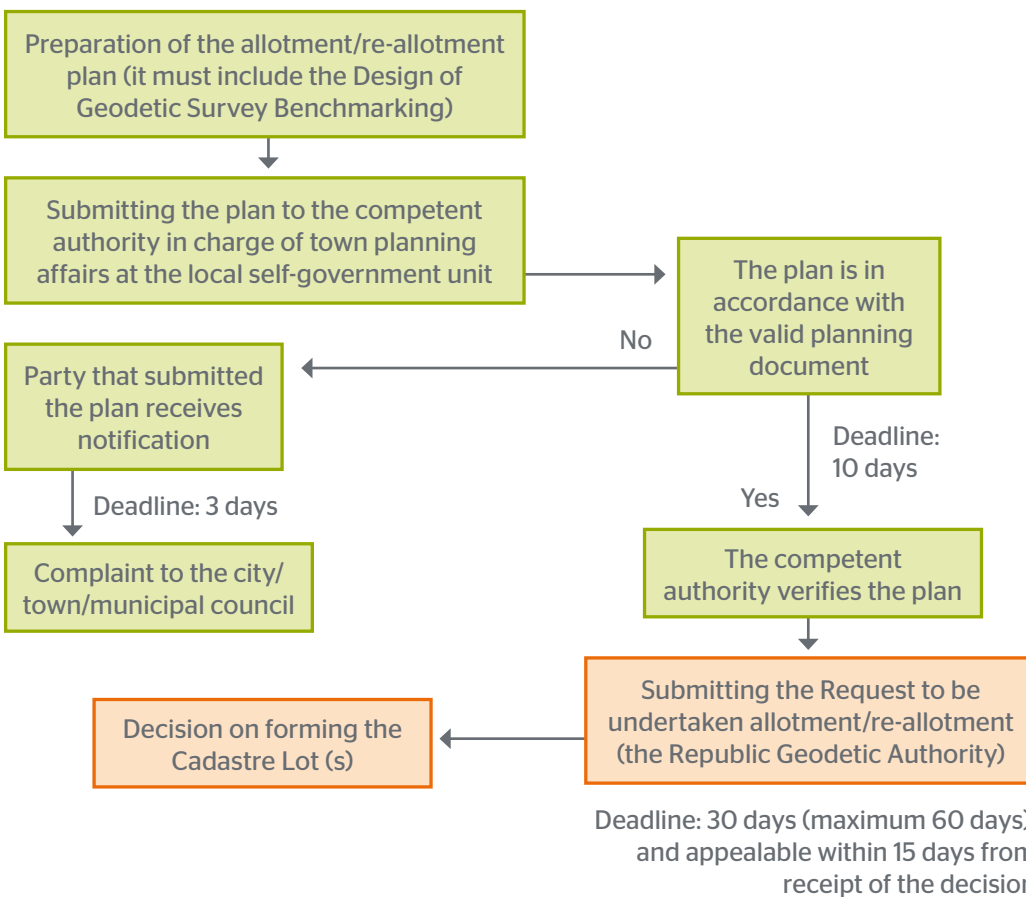 Preparation of the allotment/re-allotment
plan (it must include the Design of
Geodetic Survey Benchmarking)
Submitting the plan to the competent
authority in charge of town planning
affairs at the local self-government unit
The plan is in
accordance with
the valid planning
document
No
Party that submitted
the plan receives
notification
Deadline:
10 days
Deadline: 3 days
Yes
Complaint to the city/
town/municipal council
The competent
authority verifies the plan
Submitting the Request to be
undertaken allotment/re-allotment
(the Republic Geodetic Authority)
Decision on forming the
Cadastre Lot (s)
Deadline: 30 days (maximum 60 days)
and appealable within 15 days from
receipt of the decision